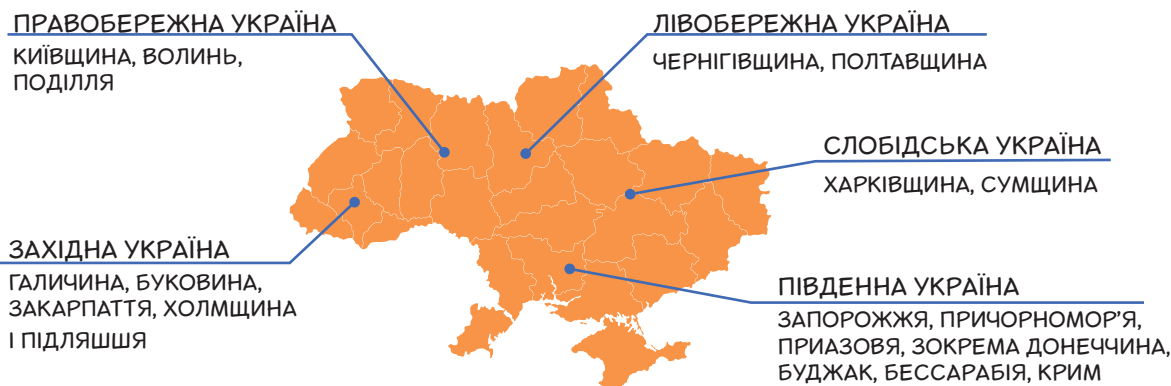 ПРАВОБЕРЕЖНА УКРАЇНА
КИЇВЩИНА, ВОЛИНЬ,
ПОДІЛЛЯ
ЛІВОБЕРЕЖНА УКРАЇНА
ЧЕРНІГІВЩИНА, ПОЛТАВЩИНА
СЛОБІДСЬКА УКРАЇНА
ХАРКІВЩИНА, СУМЩИНА
ЗАХІДНА УКРАЇНА
ГАЛИЧИНА, БУКОВИНА,
ЗАКАРПАТТЯ, ХОЛМЩИНА
І ПІДЛЯШШЯ
ПІВДЕННА УКРАЇНА
ЗАПОРОЖЖЯ, ПРИЧОРНОМОР’Я,
ПРИАЗОВЯ, ЗОКРЕМА ДОНЕЧЧИНА,
БУДЖАК, БЕССАРАБІЯ, КРИМ